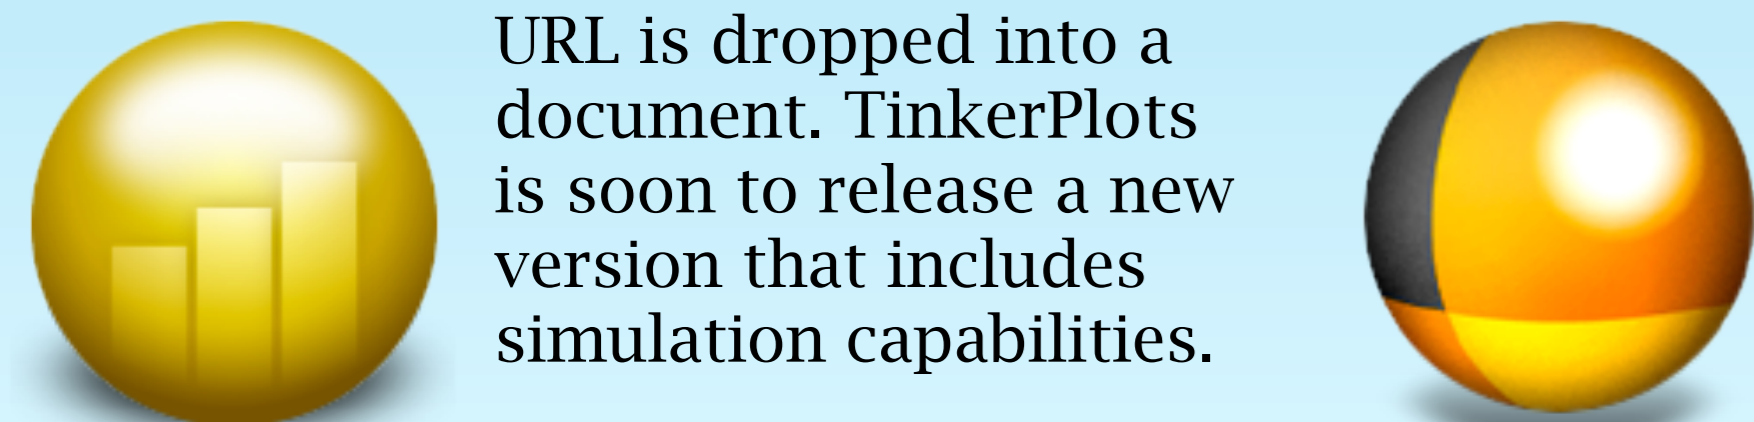 URL is dropped into a
document. TinkerPlots
is soon to release a new
version that includes
simulation capabilities.